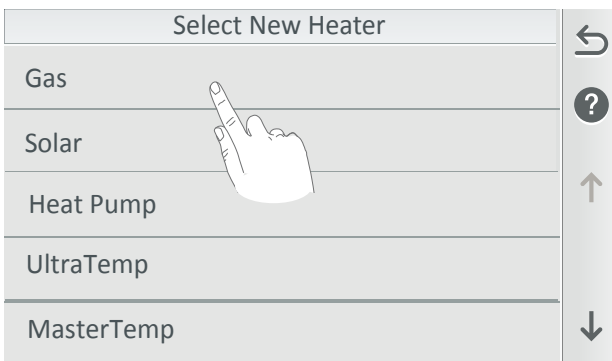 Select New Heater
Gas
?
Solar
Heat Pump
UltraTemp
MasterTemp